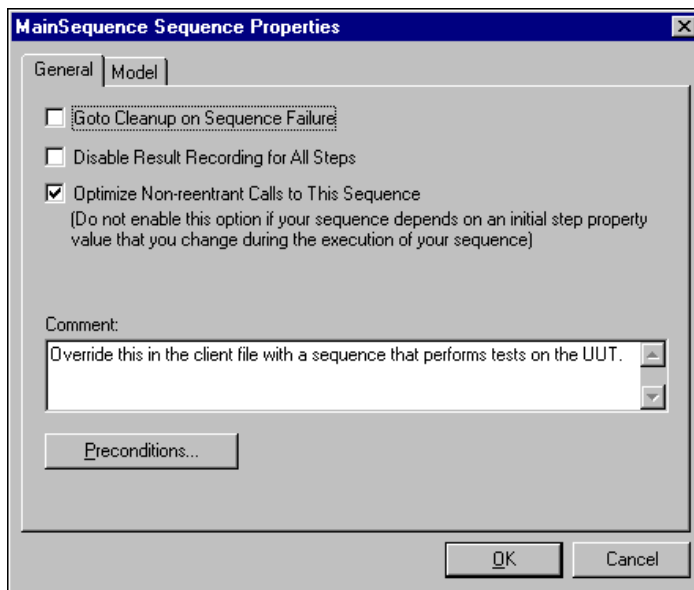 MainSequence Sequence Properties
General
Model
Goto Cleanup on Sequence Failure
Disable Result Recording for All Steps
Optimize Non-reentrant Calls to This Sequence
(Do not enable this option if your sequence depends on an initial step property
value that you change during the execution of your sequence)
Comment:
Override this in the client file with a sequence that performs tests on the UUT.
Preconditions...
OK
Cancel